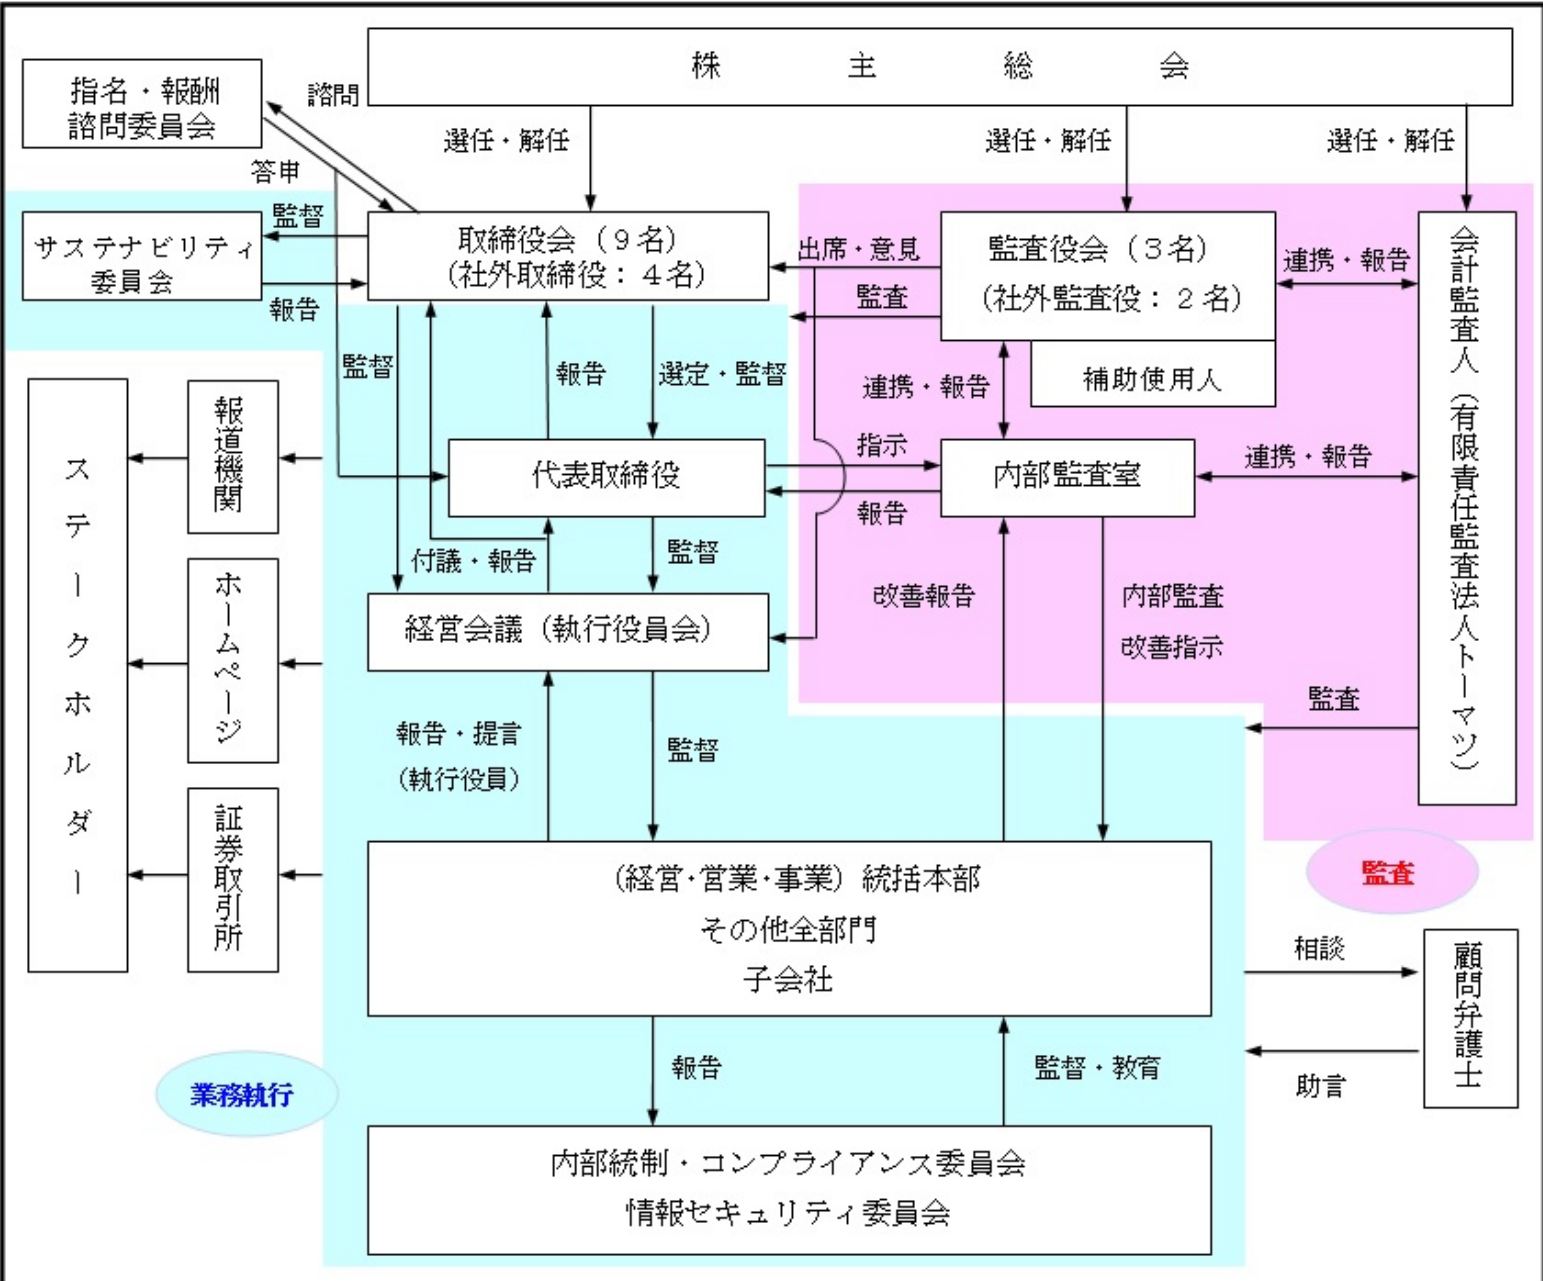 株主総会
指名・報酬
諮問委員会
諮問
答申
選任・解任
選任・解任
選任・解任
サステナビリティ
委員会
監督
報告
取締役会（９名）
（社外取締役：４名）
出席・意見
監査
監査役会（３名）
（社外監査役：２名）
補助使用人
連携・報告
会計監査人（有限責任監査法人トーマツ）
監督
報告
選定・監督
連携・報告
代表取締役
指示
報告
内部監査室
連携・報告
付議・報告
監督
改善報告
内部監査
改善指示
経営会議（執行役員会）
報告・提言
（執行役員）
監督
監査
ステークホルダー
報道機関
ホームページ
証券取引所
（経営・営業・事業）統括本部
その他全部門
子会社
監査
相談
助言
顧問弁護士
報告
監督・教育
業務執行
内部統制・コンプライアンス委員会
情報セキュリティ委員会